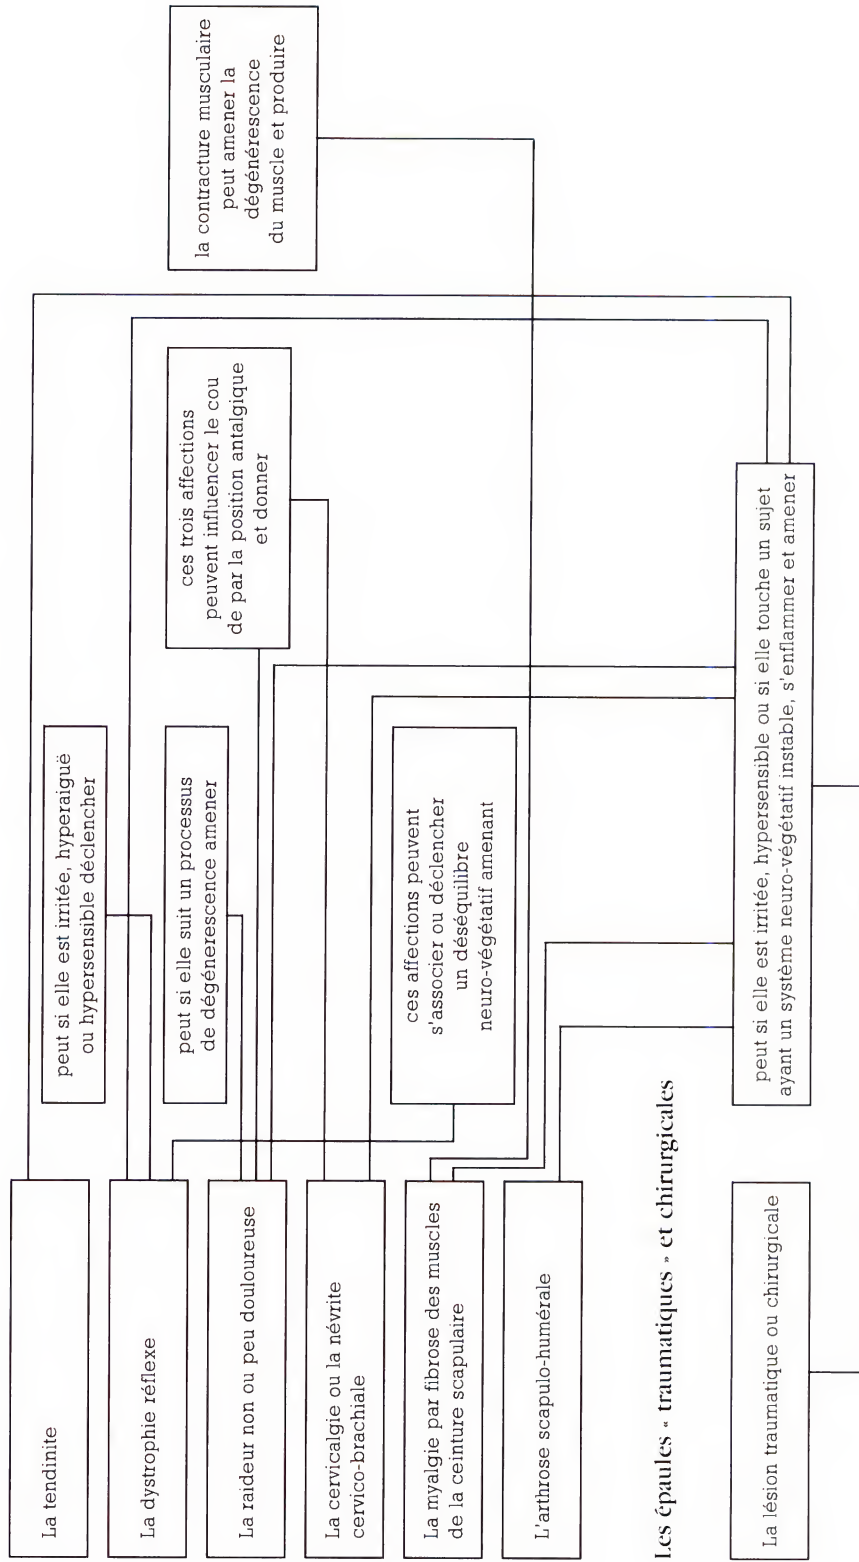 La tendinite
La dystrophie réflexe
La raideur non ou peu douloureuse
La cervicalgie ou la névrite
cervico-brachiale
La myalgie par fibrose des muscles
de la ceinture scapulaire
L'arthrose scapulo-humérale
peut si elle est irritée, hyperaiguë
ou hypersensible déclencher
peut si elle suit un processus
de dégénerescence amener
ces affections peuvent
s'associer ou déclencher
un déséquilibre
neuro-végétatif amenant
ces trois affections
peuvent influencer le cou
de par la position antalgique
et donner
la contracture musculaire
peut amener la
dégénérescence
du muscle et produire
Les épaules « traumatiques » et chirurgicales
La lésion traumatique ou chirurgicale
peut si elle est irritée, hypersensible ou si elle touche un sujet
ayant un système neuro-végétatif instable, s'enflammer et amener